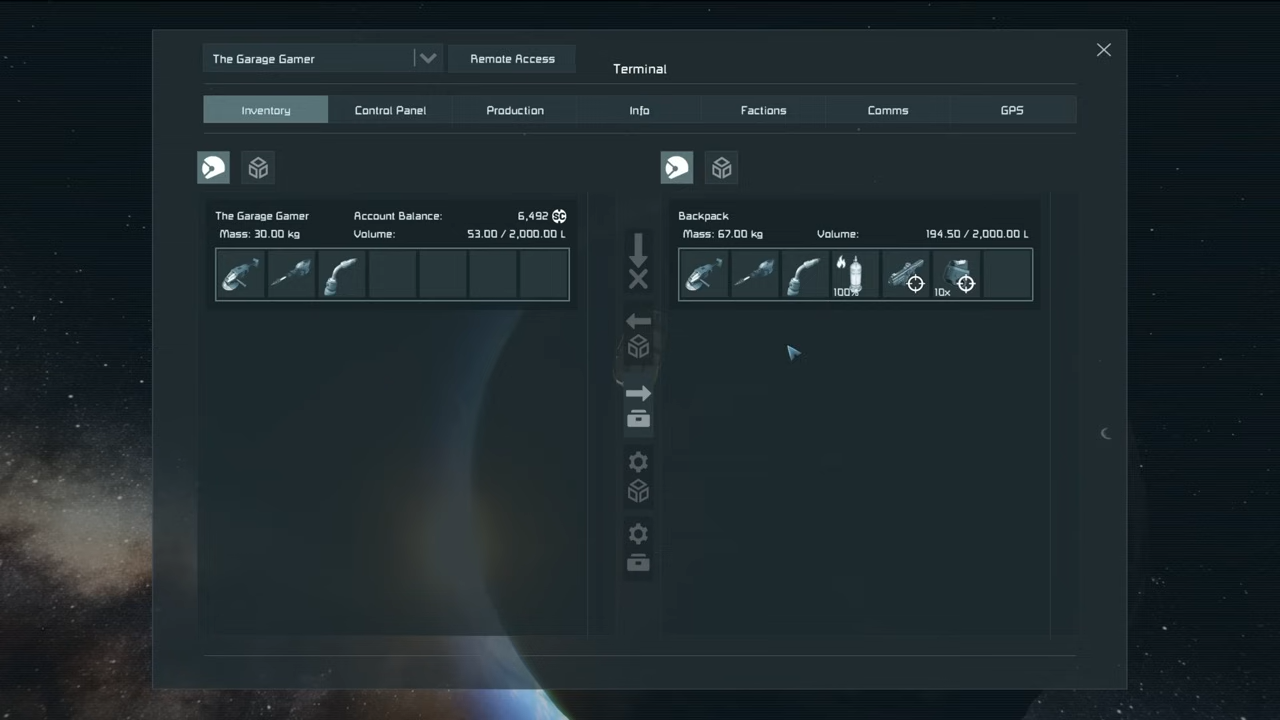 The Garage Gamer
Remote Access
Terminal
Inventory
Control Panel
Production
Info
Factions
Comms
GPS
The Garage Gamer
Account Balance:
6,492 SC
Mass: 30.00 kg
Volume:
53.00 / 2,000.00 L
Backpack
Mass: 67.00 kg
Volume:
194.50 / 2,000.00 L
100%
10x